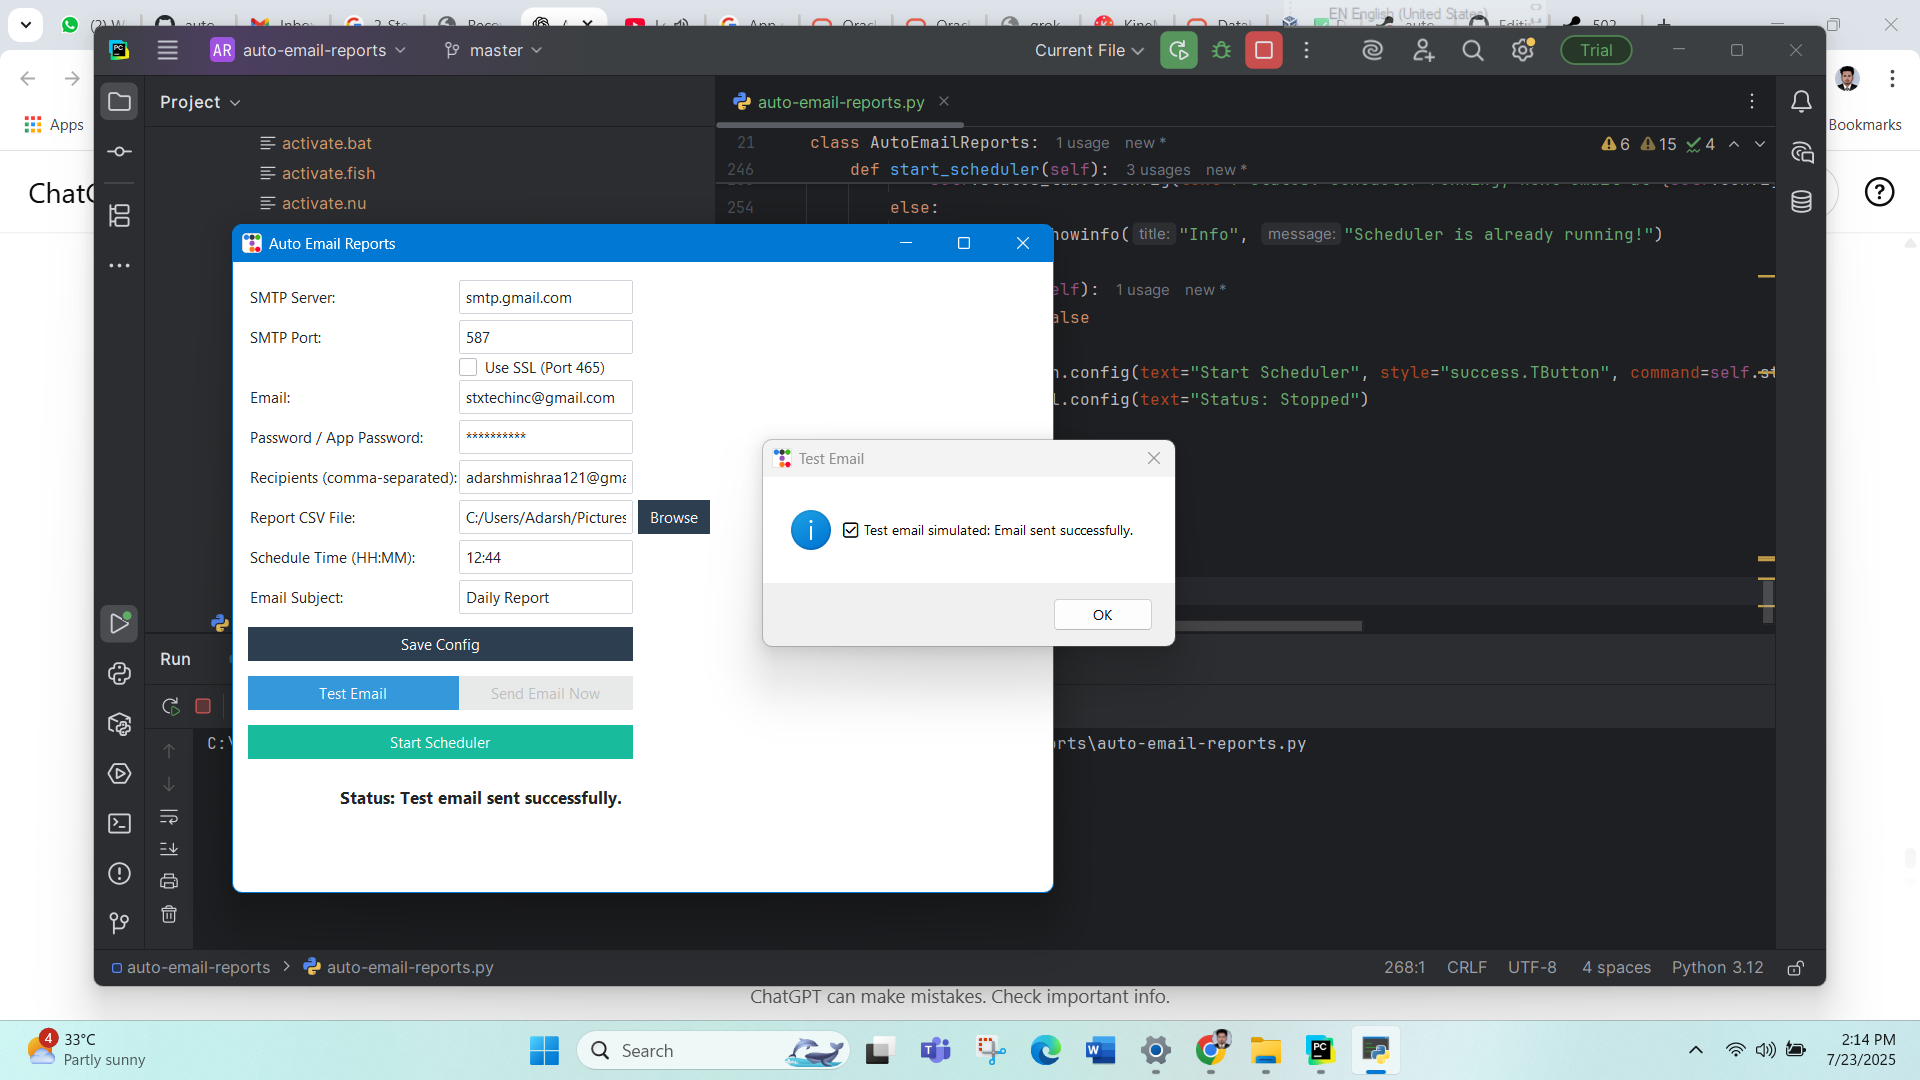 EN English (United States)
AR auto-email-reports
master
Current File
Trial
Apps
Bookmarks
Project
auto-email-reports.py
activate.bat
activate.fish
activate.nu
21 class AutoEmailReports: 1 usage new *
6 15 4
246 def start_scheduler(self): 3 usages new *
254 else:
howinfo( title: "Info", message: "Scheduler is already running!")
elf): 1 usage new *
alse
n.config(text="Start Scheduler", style="success.TButton", command=self.st
.config(text="Status: Stopped")
Auto Email Reports
SMTP Server: smtp.gmail.com
SMTP Port: 587
Use SSL (Port 465)
Email: stxtechinc@gmail.com
Password / App Password: **********
Recipients (comma-separated): adarshmishraa121@gma
Report CSV File: C:/Users/Adarsh/Pictures Browse
Schedule Time (HH:MM): 12:44
Email Subject: Daily Report
Save Config
Test Email Send Email Now
Start Scheduler
Status: Test email sent successfully.
Test Email
Test email simulated: Email sent successfully.
OK
Run
C:\
rts\auto-email-reports.py
auto-email-reports > auto-email-reports.py
268:1 CRLF UTF-8 4 spaces Python 3.12
ChatGPT can make mistakes. Check important info.
4
33°C
Partly sunny
Search
2:14 PM
7/23/2025